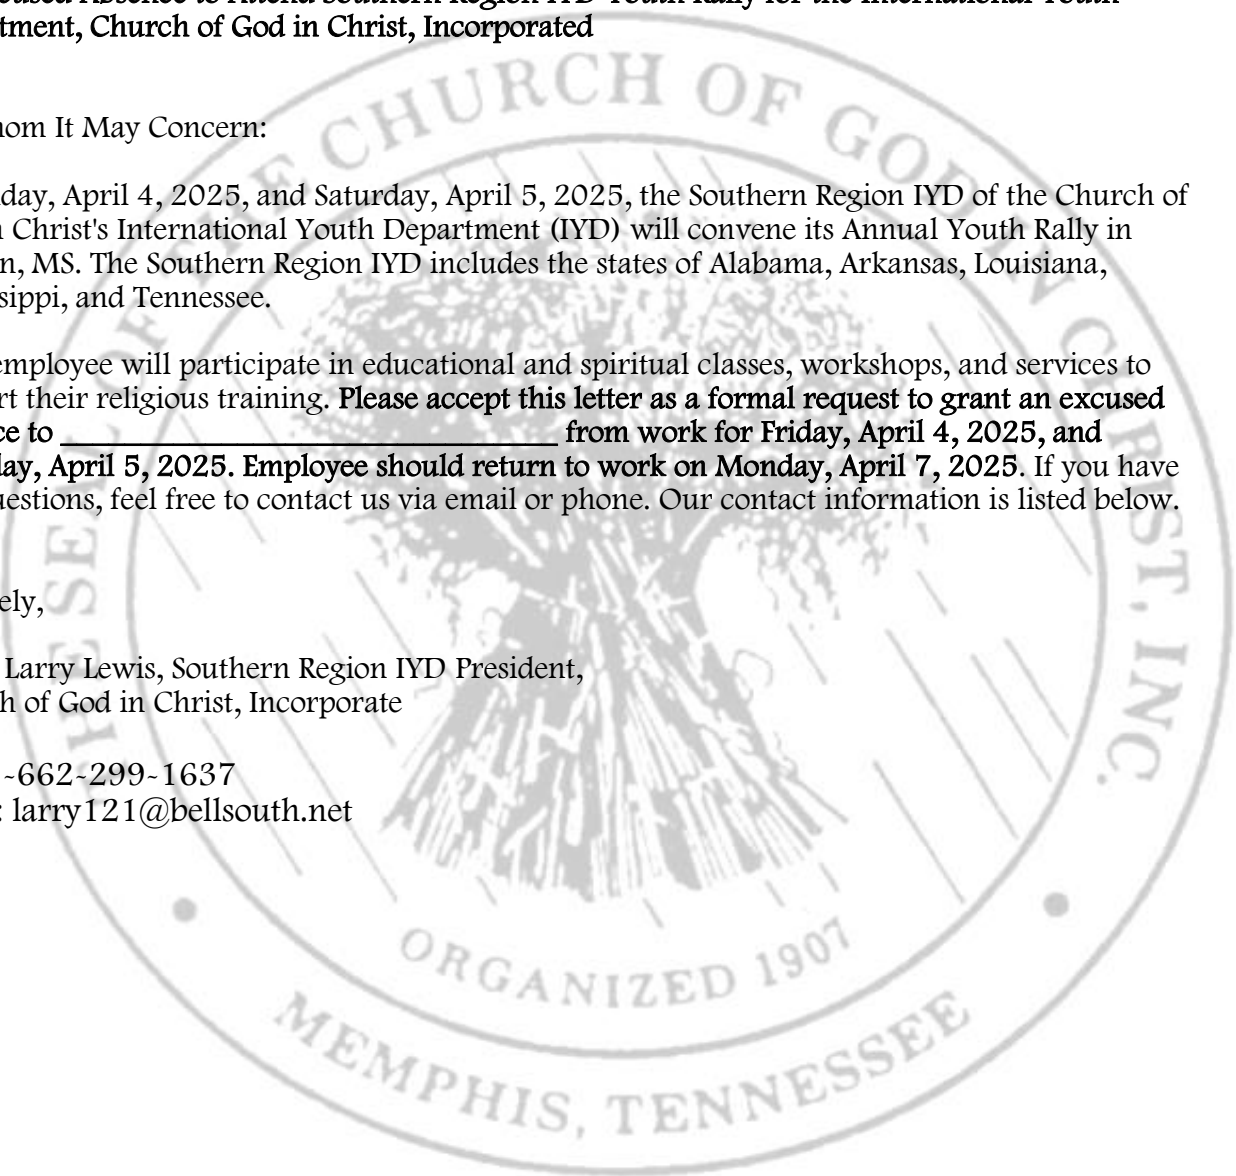 cused Absence to Attend Southern Region IYD Youth Rally for the International Youth
tment, Church of God in Christ, Incorporated
hom It May Concern:
day, April 4, 2025, and Saturday, April 5, 2025, the Southern Region IYD of the Church of
n Christ's International Youth Department (IYD) will convene its Annual Youth Rally in
n, MS. The Southern Region IYD includes the states of Alabama, Arkansas, Louisiana,
sippi, and Tennessee.
employee will participate in educational and spiritual classes, workshops, and services to
rt their religious training. Please accept this letter as a formal request to grant an excused
ce to ______________________________ from work for Friday, April 4, 2025, and
day, April 5, 2025. Employee should return to work on Monday, April 7, 2025. If you have
uestions, feel free to contact us via email or phone. Our contact information is listed below.
ely,
Larry Lewis, Southern Region IYD President,
h of God in Christ, Incorporate
-662-299-1637
: larry121@bellsouth.net
THE SEAL OF THE CHURCH OF GOD IN CHRIST, INC.
ORGANIZED 1907
MEMPHIS, TENNESSEE